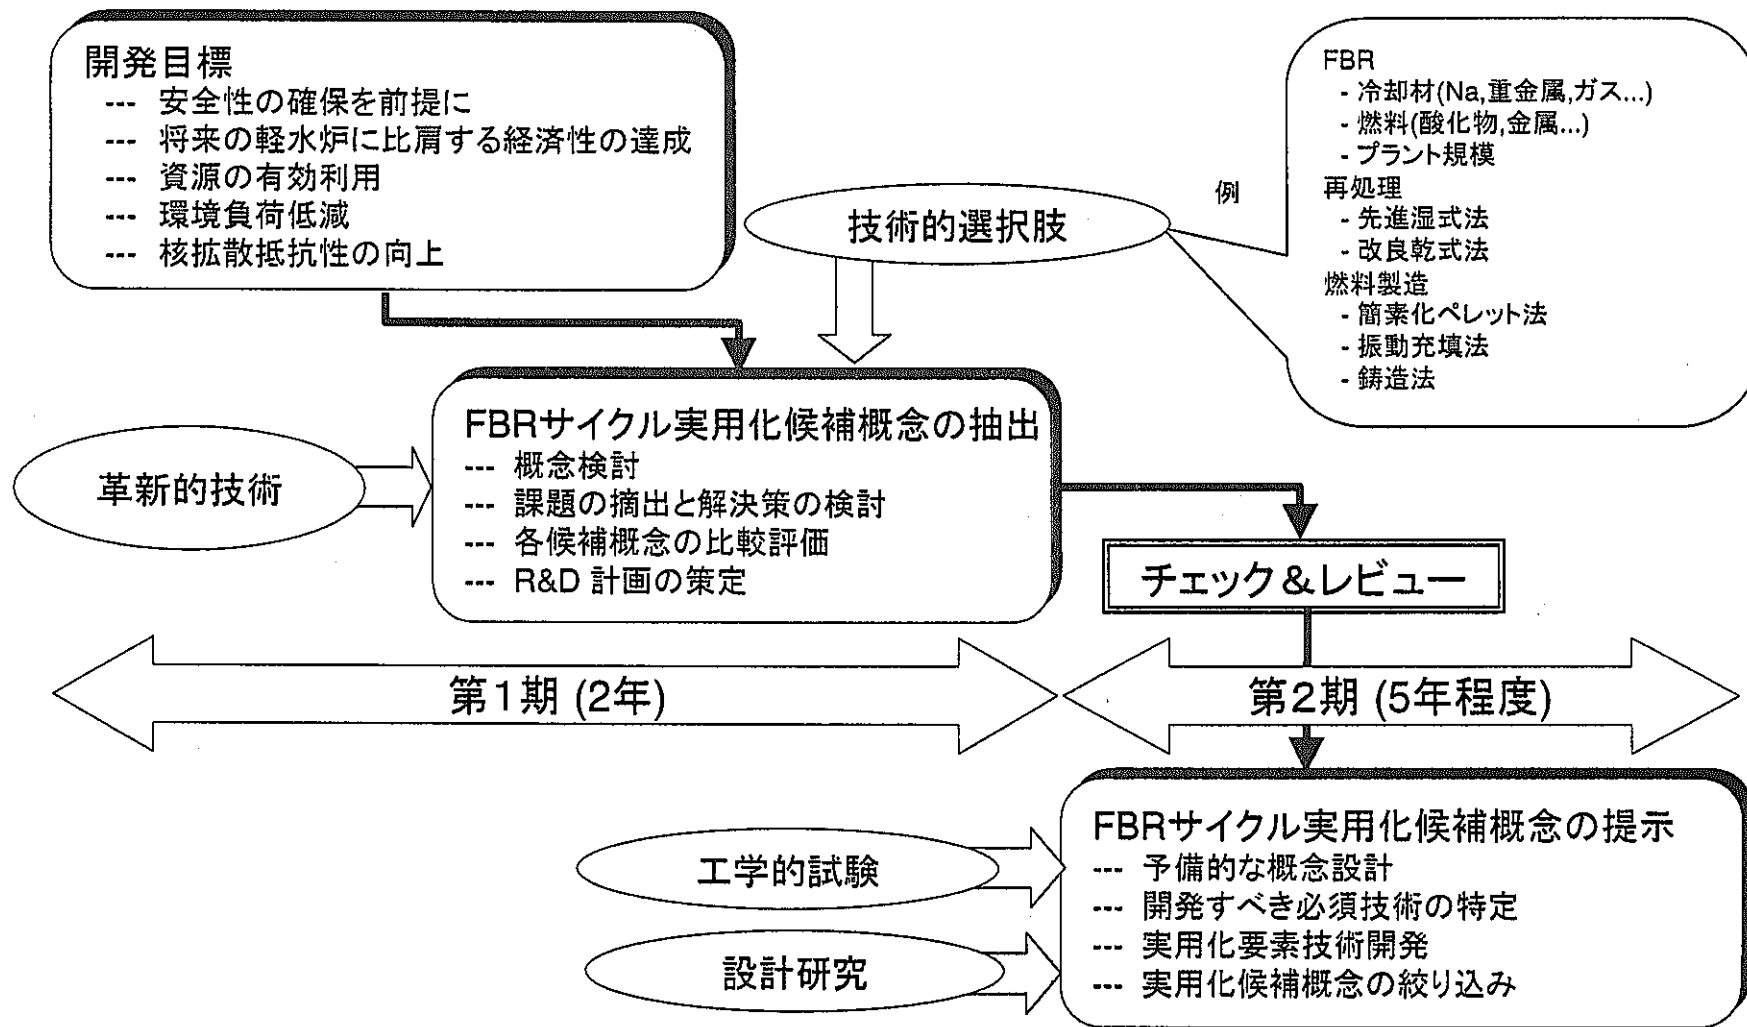 開発目標
--- 安全性の確保を前提に
--- 将来の軽水炉に比肩する経済性の達成
--- 資源の有効利用
--- 環境負荷低減
--- 核拡散抵抗性の向上
技術的選択肢
例
FBR
- 冷却材(Na,重金属,ガス...)
- 燃料(酸化物,金属...)
- プラント規模
再処理
- 先進湿式法
- 改良乾式法
燃料製造
- 簡素化ペレット法
- 振動充填法
- 鋳造法
革新的技術
FBRサイクル実用化候補概念の抽出
--- 概念検討
--- 課題の摘出と解決策の検討
--- 各候補概念の比較評価
--- R&D 計画の策定
チェック&レビュー
第1期 (2年)
第2期 (5年程度)
工学的試験
設計研究
FBRサイクル実用化候補概念の提示
--- 予備的な概念設計
--- 開発すべき必須技術の特定
--- 実用化要素技術開発
--- 実用化候補概念の絞り込み